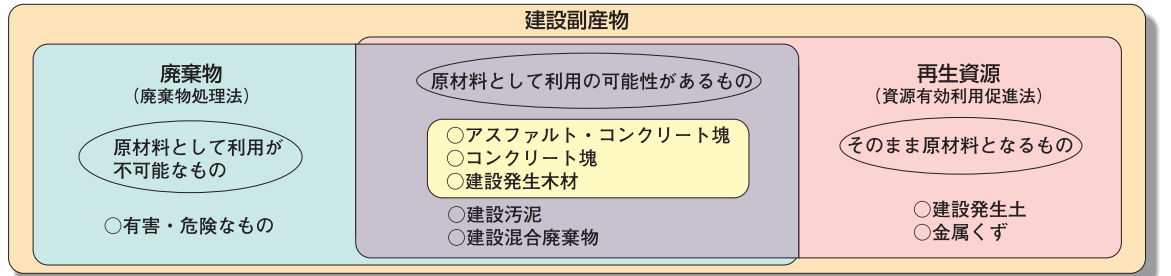 建設副産物
廃棄物
（廃棄物処理法）
原材料として利用が
不可能なもの
○有害・危険なもの
原材料として利用の可能性があるもの
○アスファルト・コンクリート塊
○コンクリート塊
○建設発生木材
○建設汚泥
○建設混合廃棄物
再生資源
（資源有効利用促進法）
そのまま原材料となるもの
○建設発生土
○金属くず